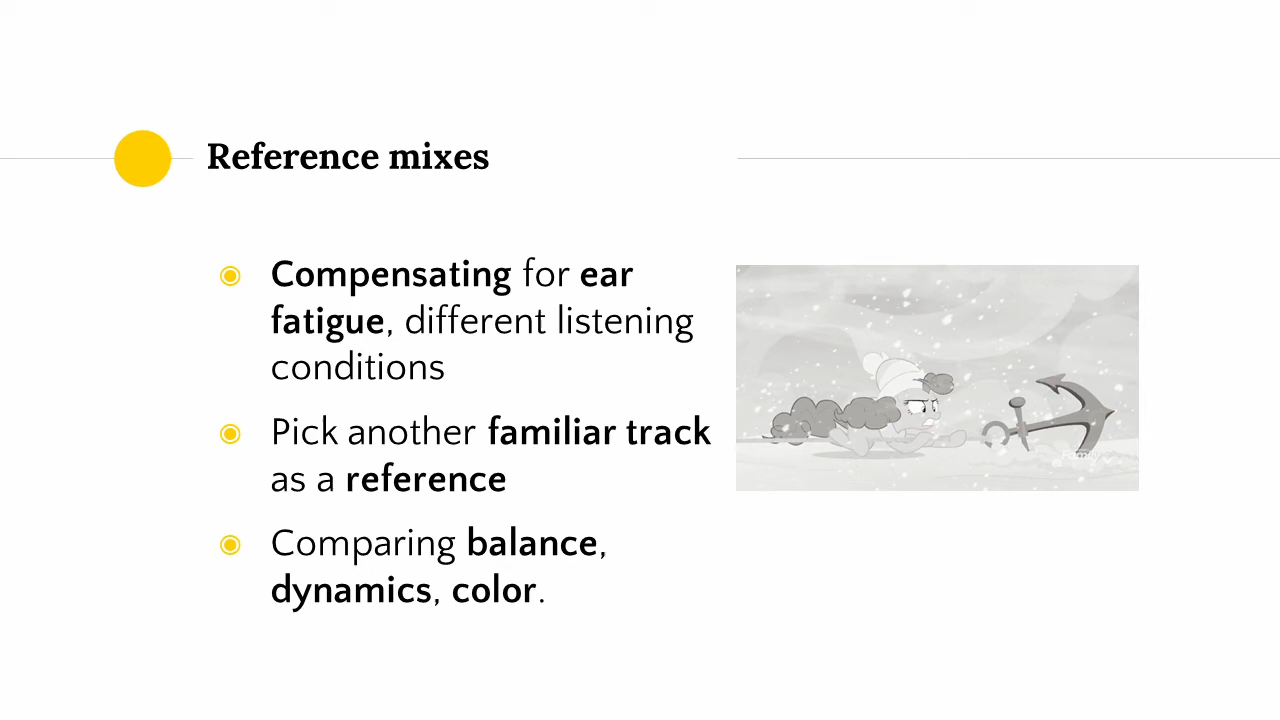 Reference mixes
Compensating for ear
fatigue, different listening
conditions
Pick another familiar track
as a reference
Comparing balance,
dynamics, color.
Family